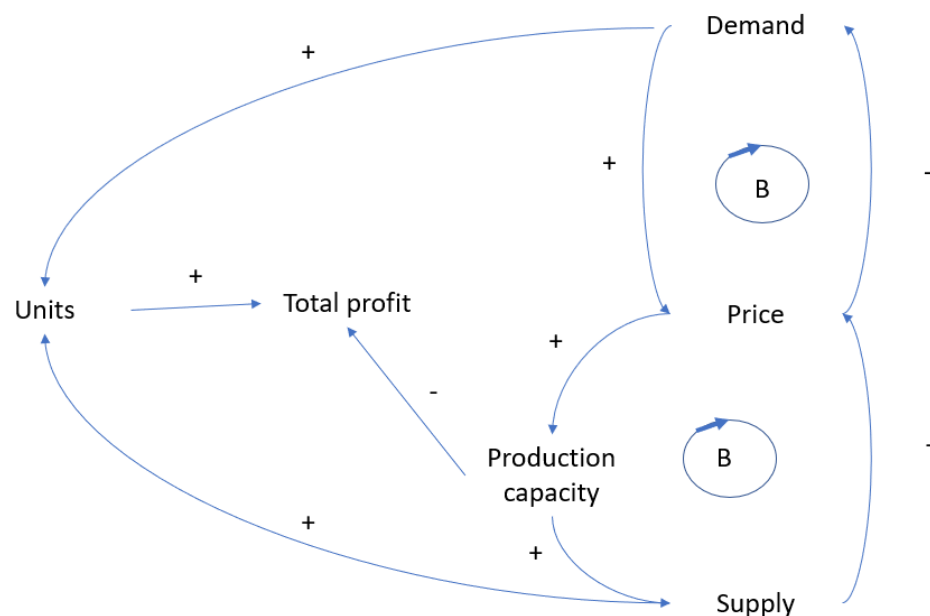 Demand
+
+
B
-
+
Units
Total profit
Price
+
-
B
-
Production
capacity
+
+
Supply